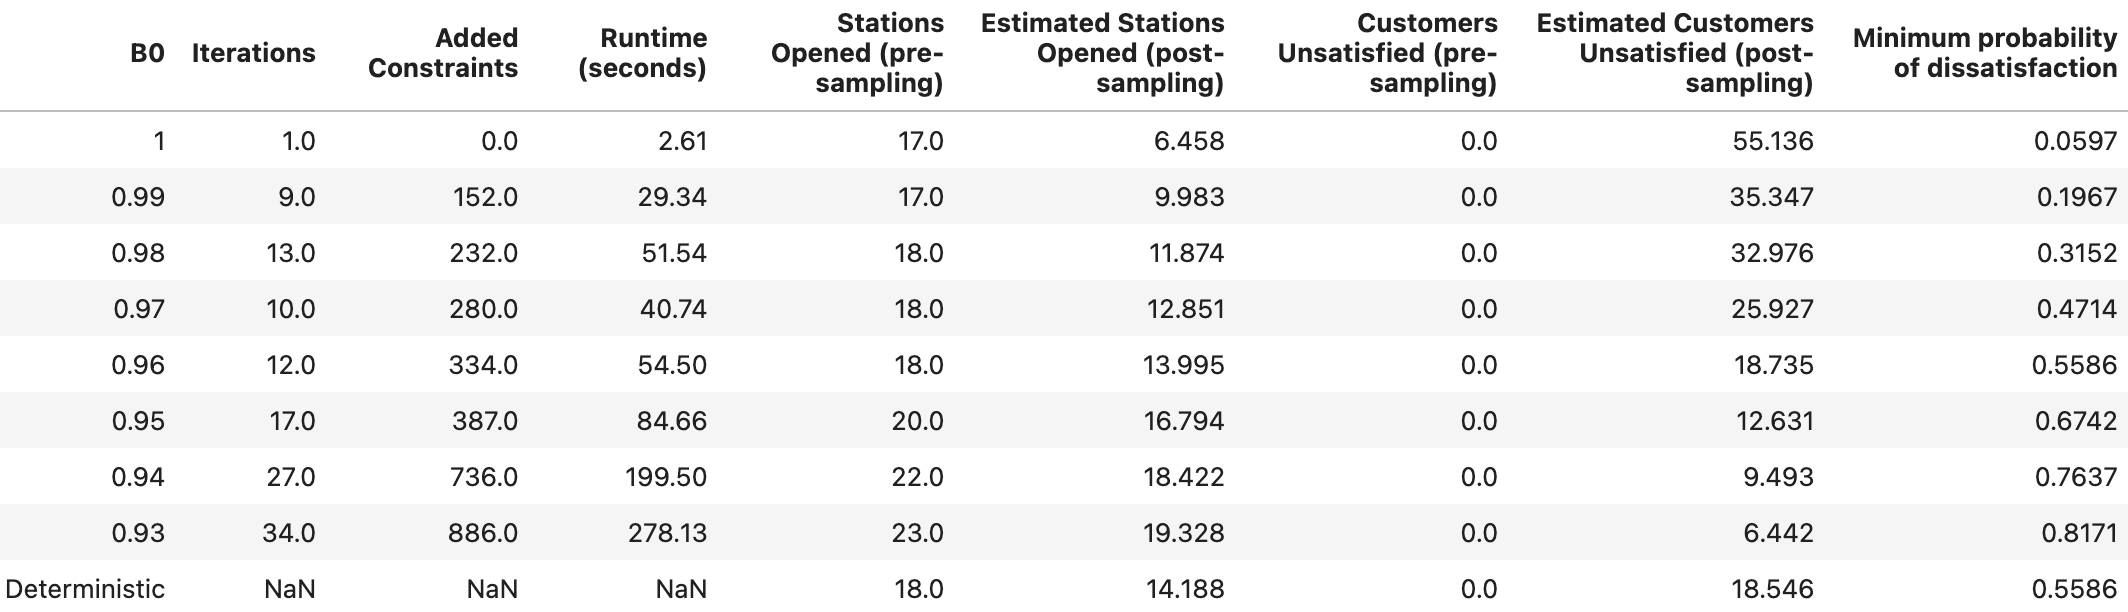 B0 Iterations Added Constraints Runtime (seconds) Stations Opened (pre-sampling) Estimated Stations Opened (post-sampling) Customers Unsatisfied (pre-sampling) Estimated Customers Unsatisfied (post-sampling) Minimum probability of dissatisfaction
1 1.0 0.0 2.61 17.0 6.458 0.0 55.136 0.0597
0.99 9.0 152.0 29.34 17.0 9.983 0.0 35.347 0.1967
0.98 13.0 232.0 51.54 18.0 11.874 0.0 32.976 0.3152
0.97 10.0 280.0 40.74 18.0 12.851 0.0 25.927 0.4714
0.96 12.0 334.0 54.50 18.0 13.995 0.0 18.735 0.5586
0.95 17.0 387.0 84.66 20.0 16.794 0.0 12.631 0.6742
0.94 27.0 736.0 199.50 22.0 18.422 0.0 9.493 0.7637
0.93 34.0 886.0 278.13 23.0 19.328 0.0 6.442 0.8171
Deterministic NaN NaN NaN 18.0 14.188 0.0 18.546 0.5586